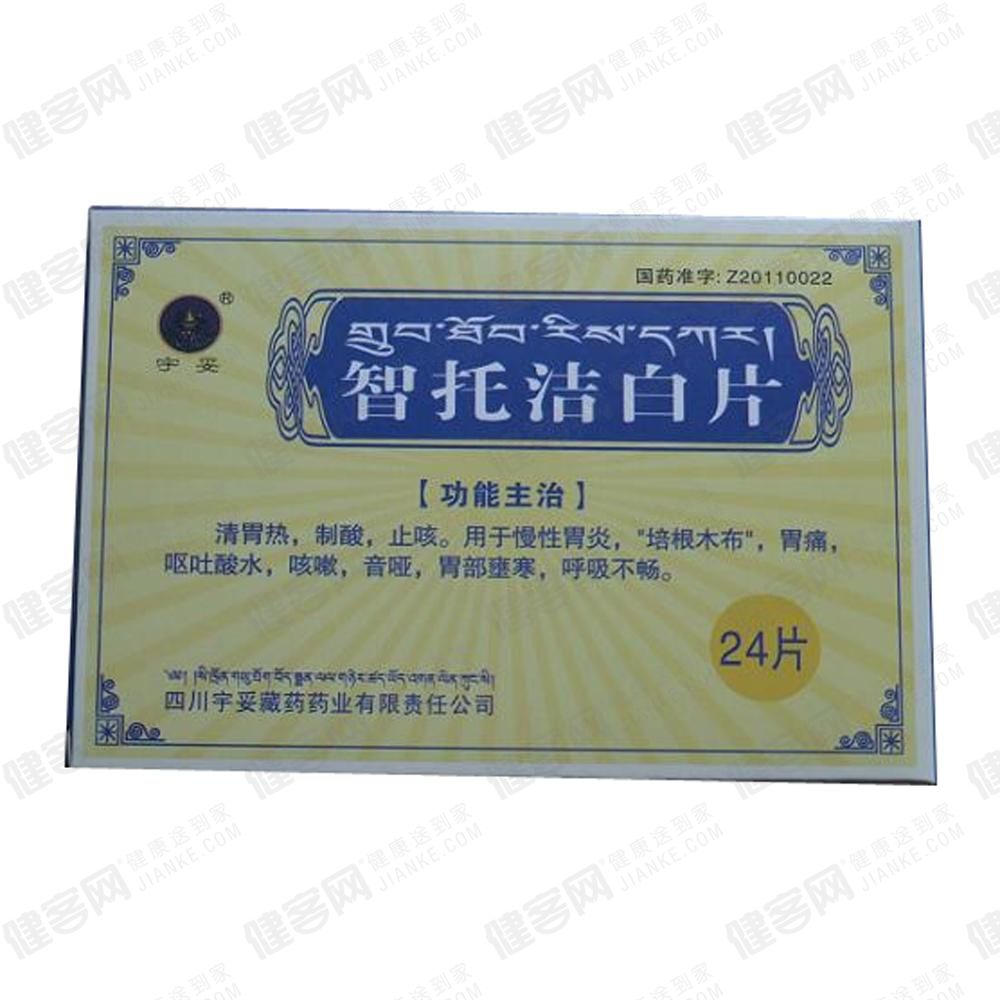 国药准字: Z20110022
®
宇妥
གྲུབ་ཐོབ་རིས་དཀར།
智托洁白片
【功能主治】
清胃热，制酸，止咳。用于慢性胃炎，"培根木布"，胃痛，
呕吐酸水，咳嗽，音哑，胃部壅寒，呼吸不畅。
24片
四川宇妥藏药药业有限责任公司
健客网®健康送到家
JIANKE.COM